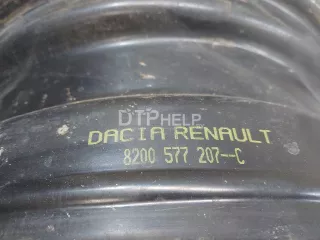 DTPHELP
DACIA RENAULT
8200 577 207--C